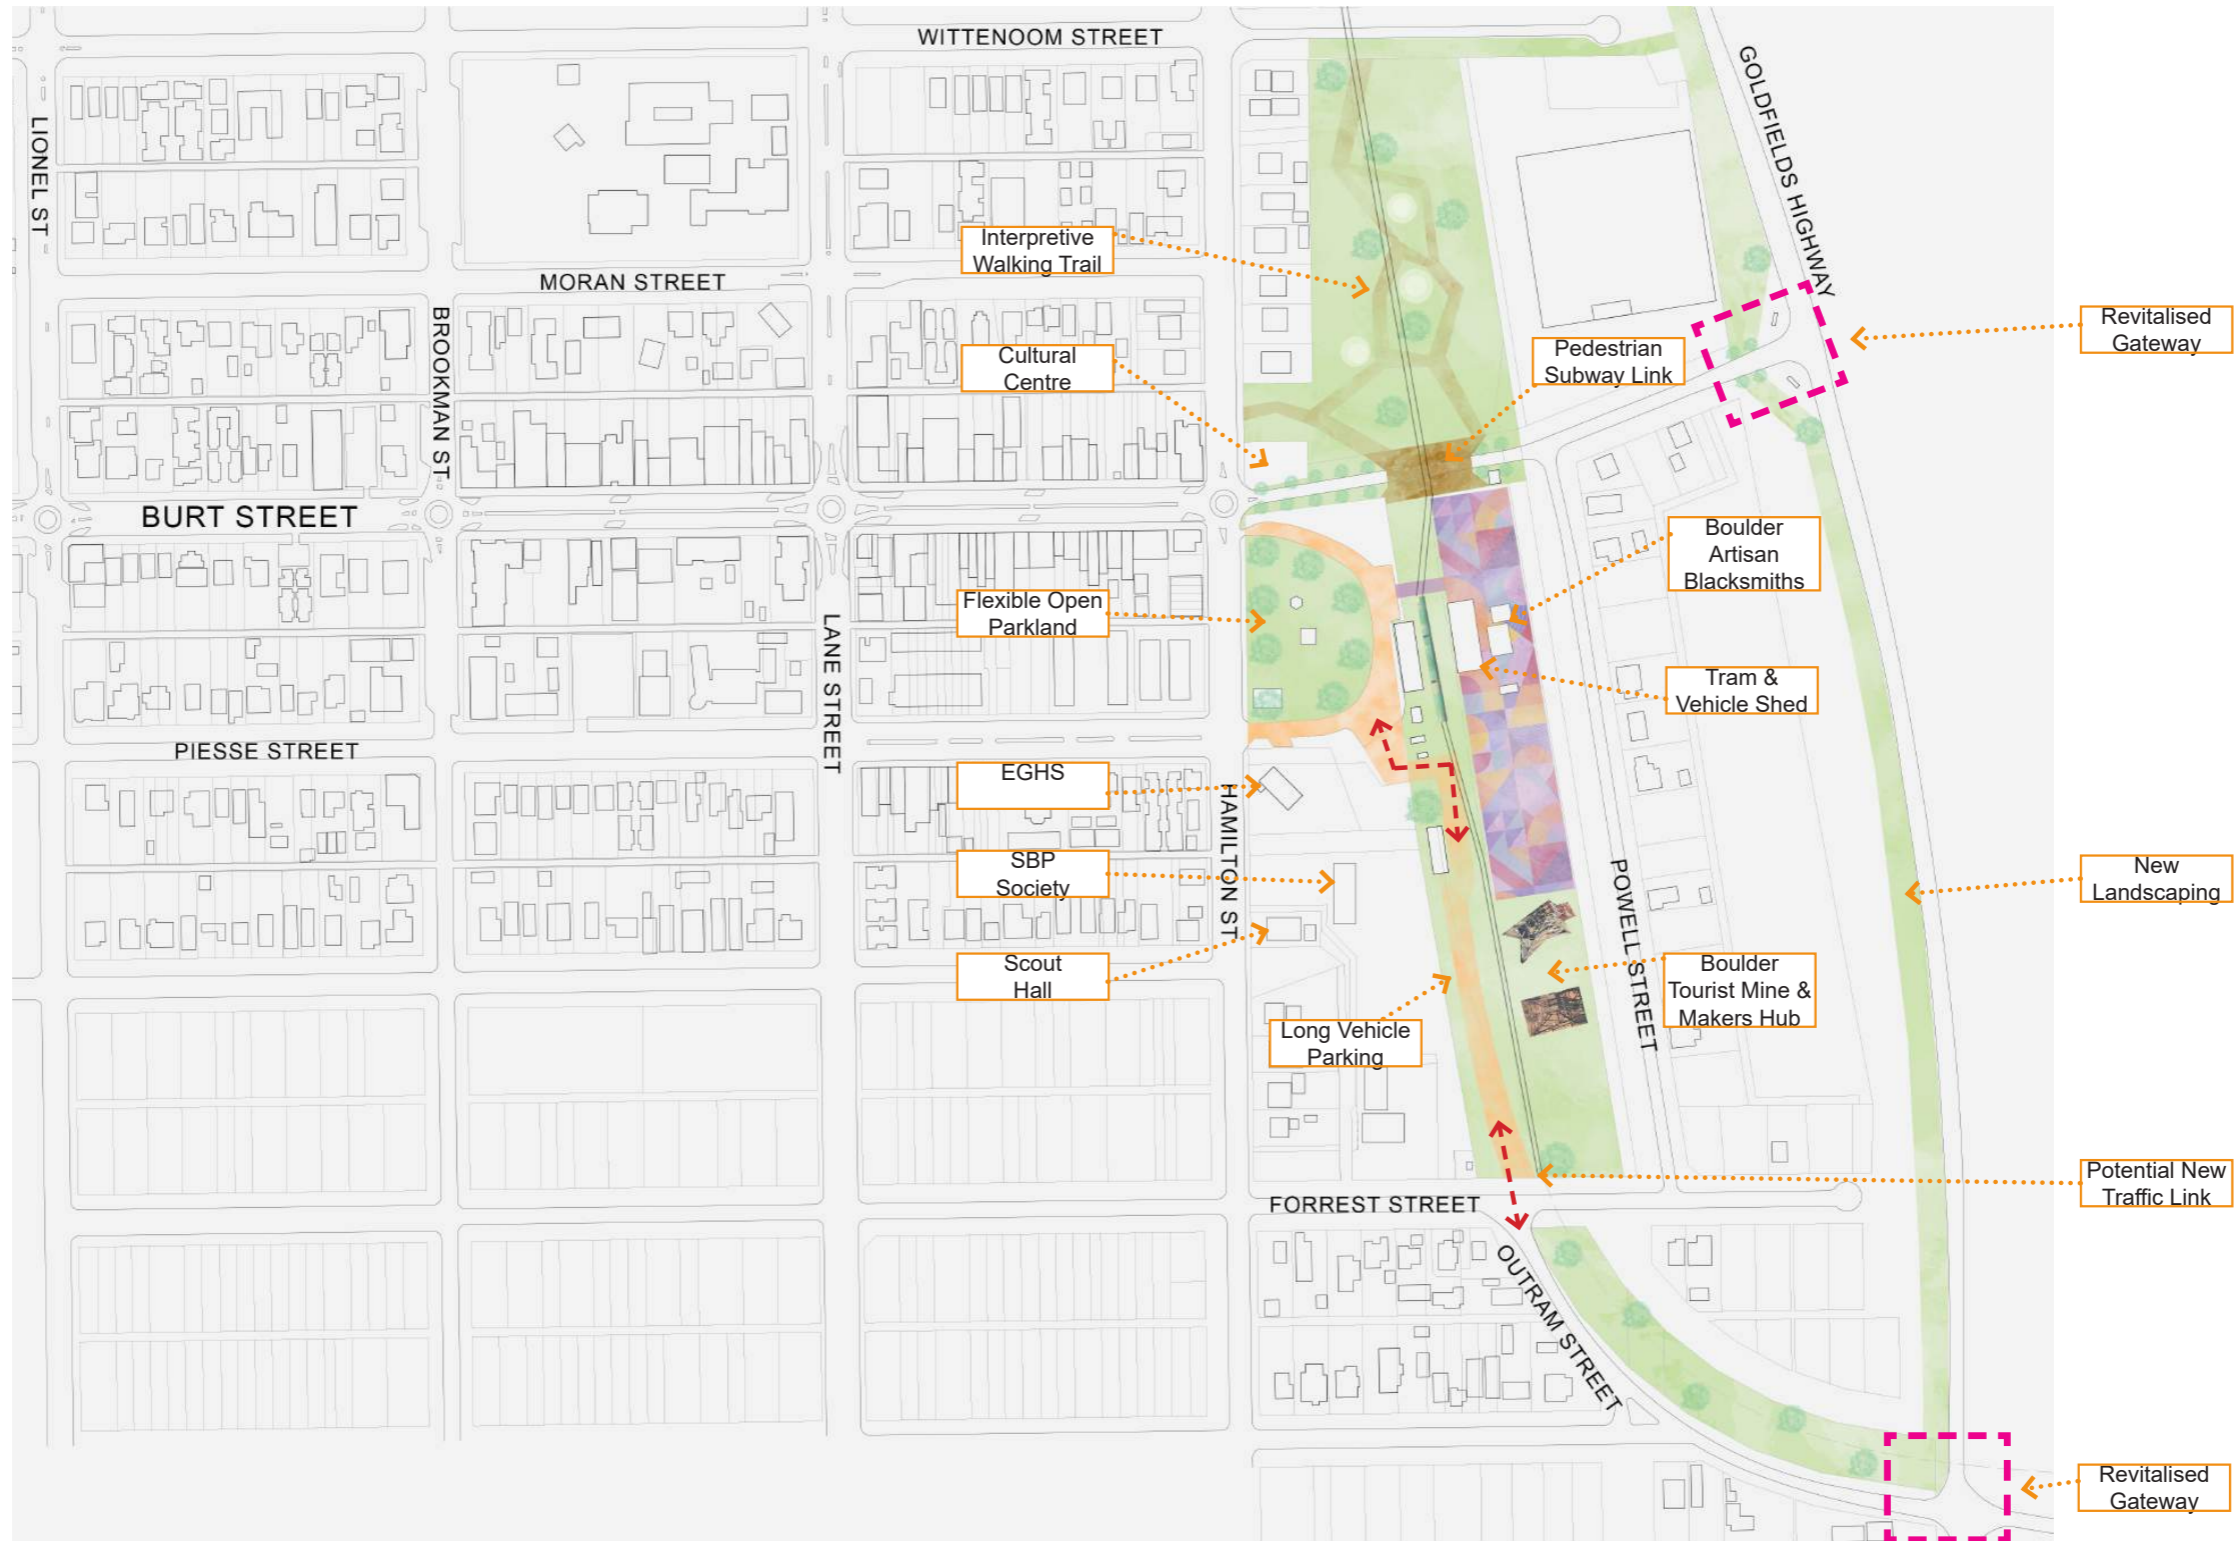 WITTENOOM STREET
GOLDFIELDS HIGHWAY
LIONEL ST
Interpretive
Walking Trail
MORAN STREET
BROOKMAN ST
Revitalised
Gateway
Cultural
Centre
Pedestrian
Subway Link
BURT STREET
Boulder
Artisan
Blacksmiths
Flexible Open
Parkland
LANE STREET
Tram &
Vehicle Shed
PIESSE STREET
EGHS
HAMILTON ST
SBP
Society
POWELL STREET
New
Landscaping
Scout
Hall
Boulder
Tourist Mine &
Makers Hub
Long Vehicle
Parking
Potential New
Traffic Link
FORREST STREET
OUTRAM STREET
Revitalised
Gateway